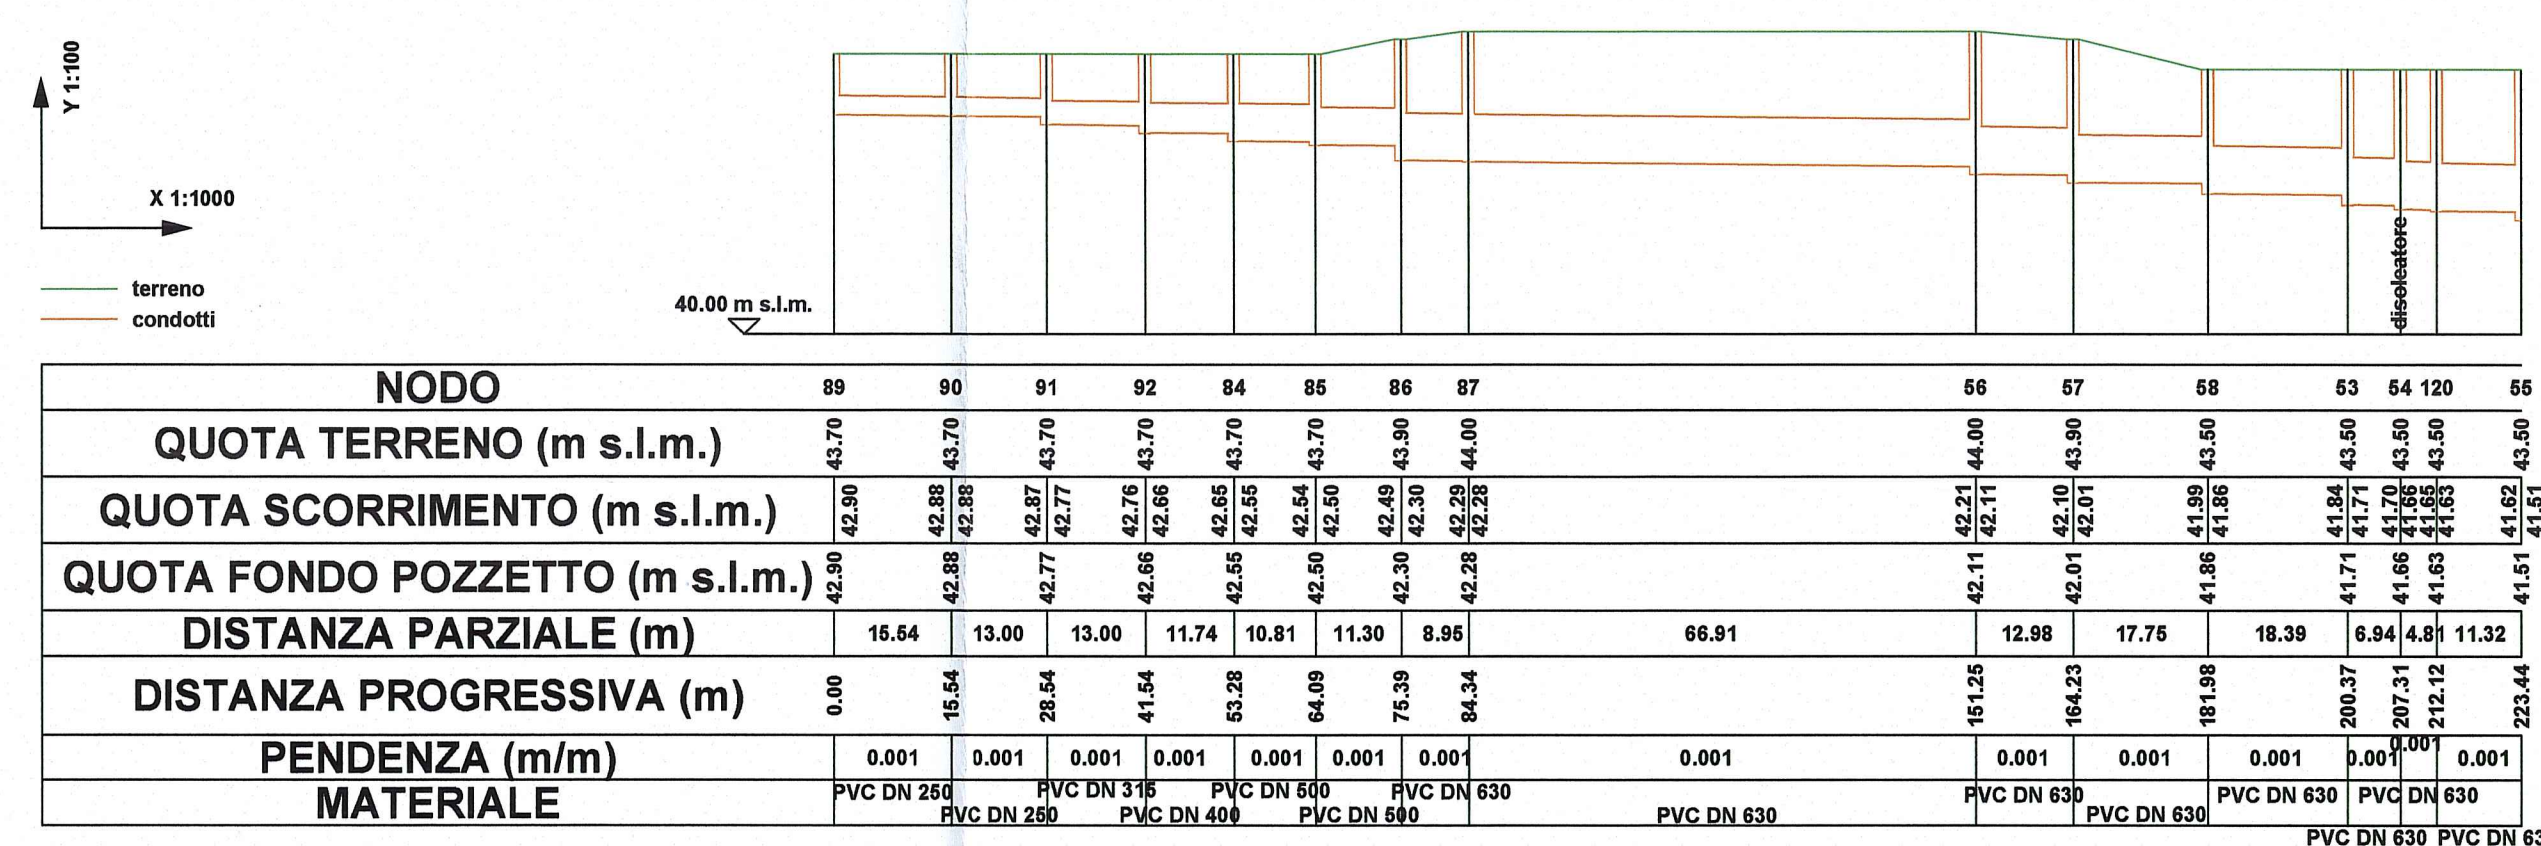 Y 1:100
X 1:1000
terreno
condotti
40.00 m s.l.m.
disoleatore
NODO 89 90 91 92 84 85 86 87 56 57 58 53 54 120 55
QUOTA TERRENO (m s.l.m.) 43.70 43.70 43.70 43.70 43.70 43.70 43.90 44.00 44.00 43.90 43.50 43.50 43.50 43.50 43.50
QUOTA SCORRIMENTO (m s.l.m.) 42.90 42.88 42.88 42.87 42.77 42.76 42.66 42.65 42.55 42.54 42.50 42.49 42.30 42.29 42.28 42.21 42.11 42.10 42.01 41.99 41.86 41.84 41.71 41.70 41.66 41.65 41.63 41.62 41.51
QUOTA FONDO POZZETTO (m s.l.m.) 42.90 42.88 42.77 42.66 42.55 42.50 42.30 42.28 42.11 42.01 41.86 41.71 41.66 41.63 41.51
DISTANZA PARZIALE (m) 15.54 13.00 13.00 11.74 10.81 11.30 8.95 66.91 12.98 17.75 18.39 6.94 4.81 11.32
DISTANZA PROGRESSIVA (m) 0.00 15.54 28.54 41.54 53.28 64.09 75.39 84.34 151.25 164.23 181.98 200.37 207.31 212.12 223.44
PENDENZA (m/m) 0.001 0.001 0.001 0.001 0.001 0.001 0.001 0.001 0.001 0.001 0.001 0.001 0.001 0.001
MATERIALE PVC DN 250 PVC DN 250 PVC DN 315 PVC DN 400 PVC DN 500 PVC DN 500 PVC DN 630 PVC DN 630 PVC DN 630 PVC DN 630 PVC DN 630 PVC DN 630 PVC DN 630 PVC DN 63